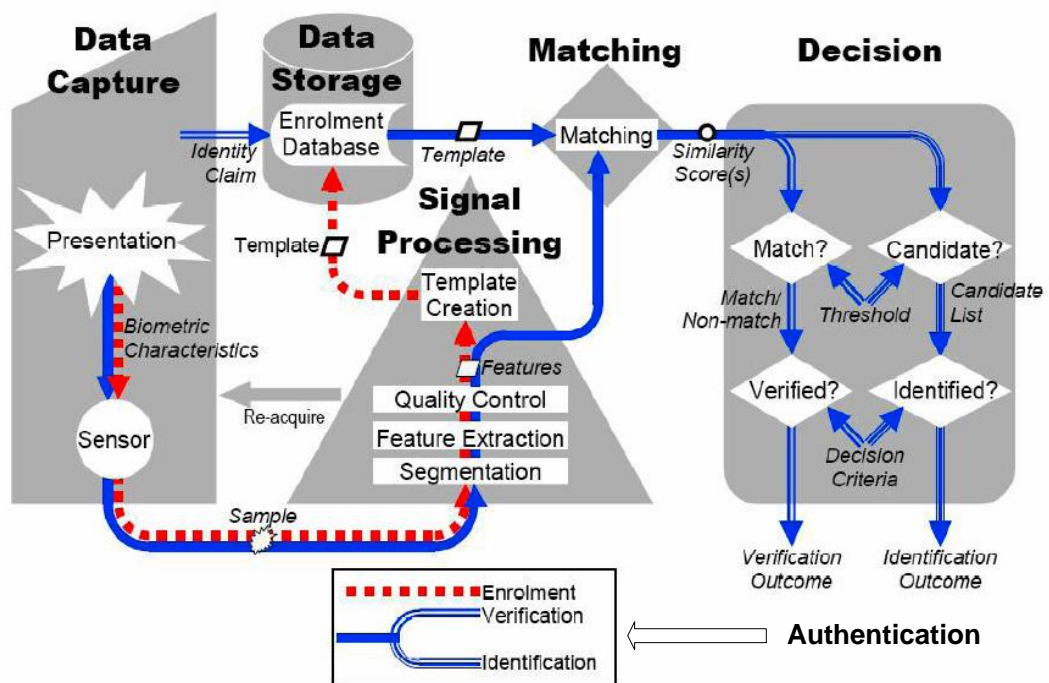 Data
Capture
Data
Storage
Matching
Decision
Enrolment
Database
Identity
Claim
Template
Matching
Similarity
Score(s)
Signal
Processing
Presentation
Template
Template
Creation
Match?
Candidate?
Match/
Non-match
Threshold
Candidate
List
Biometric
Characteristics
Features
Quality Control
Re-acquire
Sensor
Feature Extraction
Segmentation
Verified?
Identified?
Decision
Criteria
Sample
Verification
Outcome
Identification
Outcome
Enrolment
Verification
Identification
Authentication